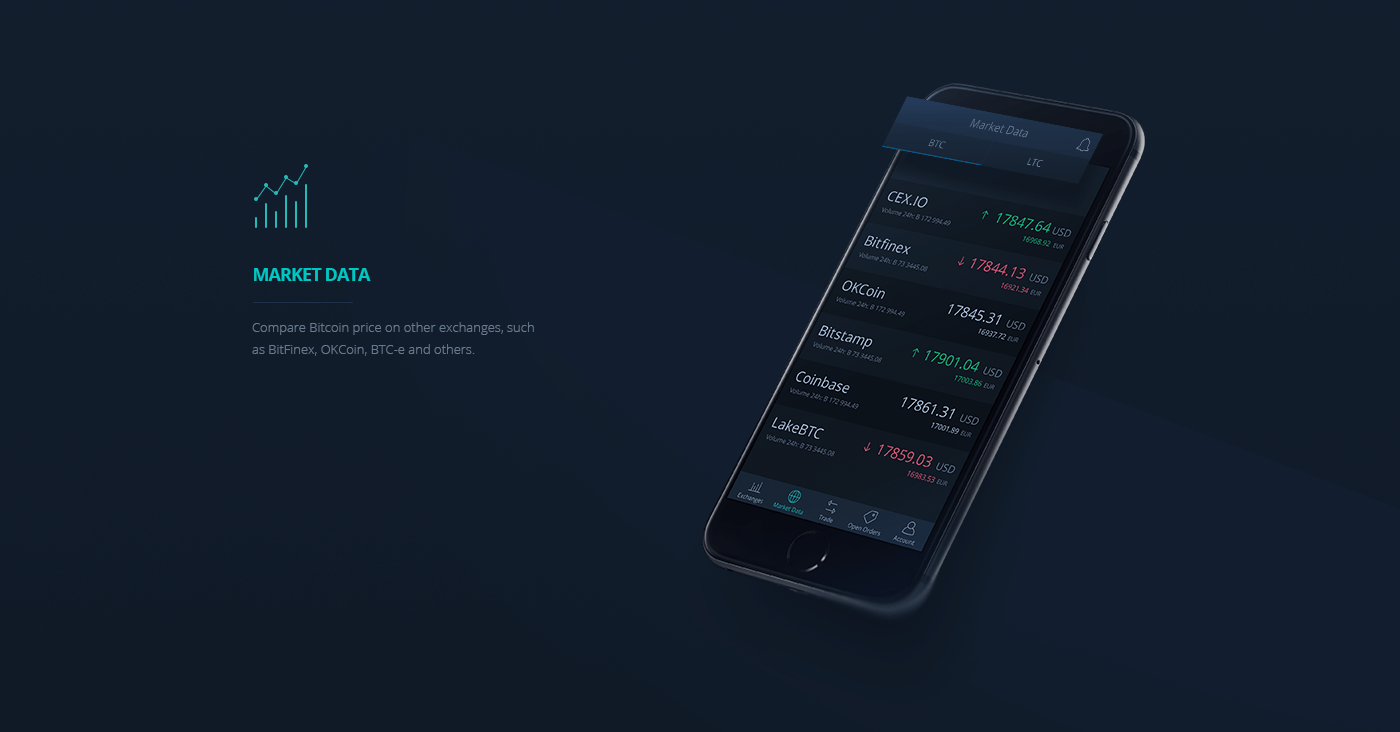 MARKET DATA
Compare Bitcoin price on other exchanges, such
as BitFinex, OKCoin, BTC-e and others.
Market Data
BTC LTC
CEX.IO ↑ 17847.64 USD
Volume 24h: B 172 994.49 16968.92 EUR
Bitfinex ↓ 17844.13 USD
Volume 24h: B 73 3445.08 16921.34 EUR
OKCoin 17845.31 USD
Volume 24h: B 172 994.49 16937.72 EUR
Bitstamp ↑ 17901.04 USD
Volume 24h: B 73 3445.08 17003.86 EUR
Coinbase 17861.31 USD
Volume 24h: B 172 994.49 17001.89 EUR
LakeBTC ↓ 17859.03 USD
Volume 24h: B 73 3445.08 16983.53 EUR
Exchanges Market Data Trade Open Orders Account